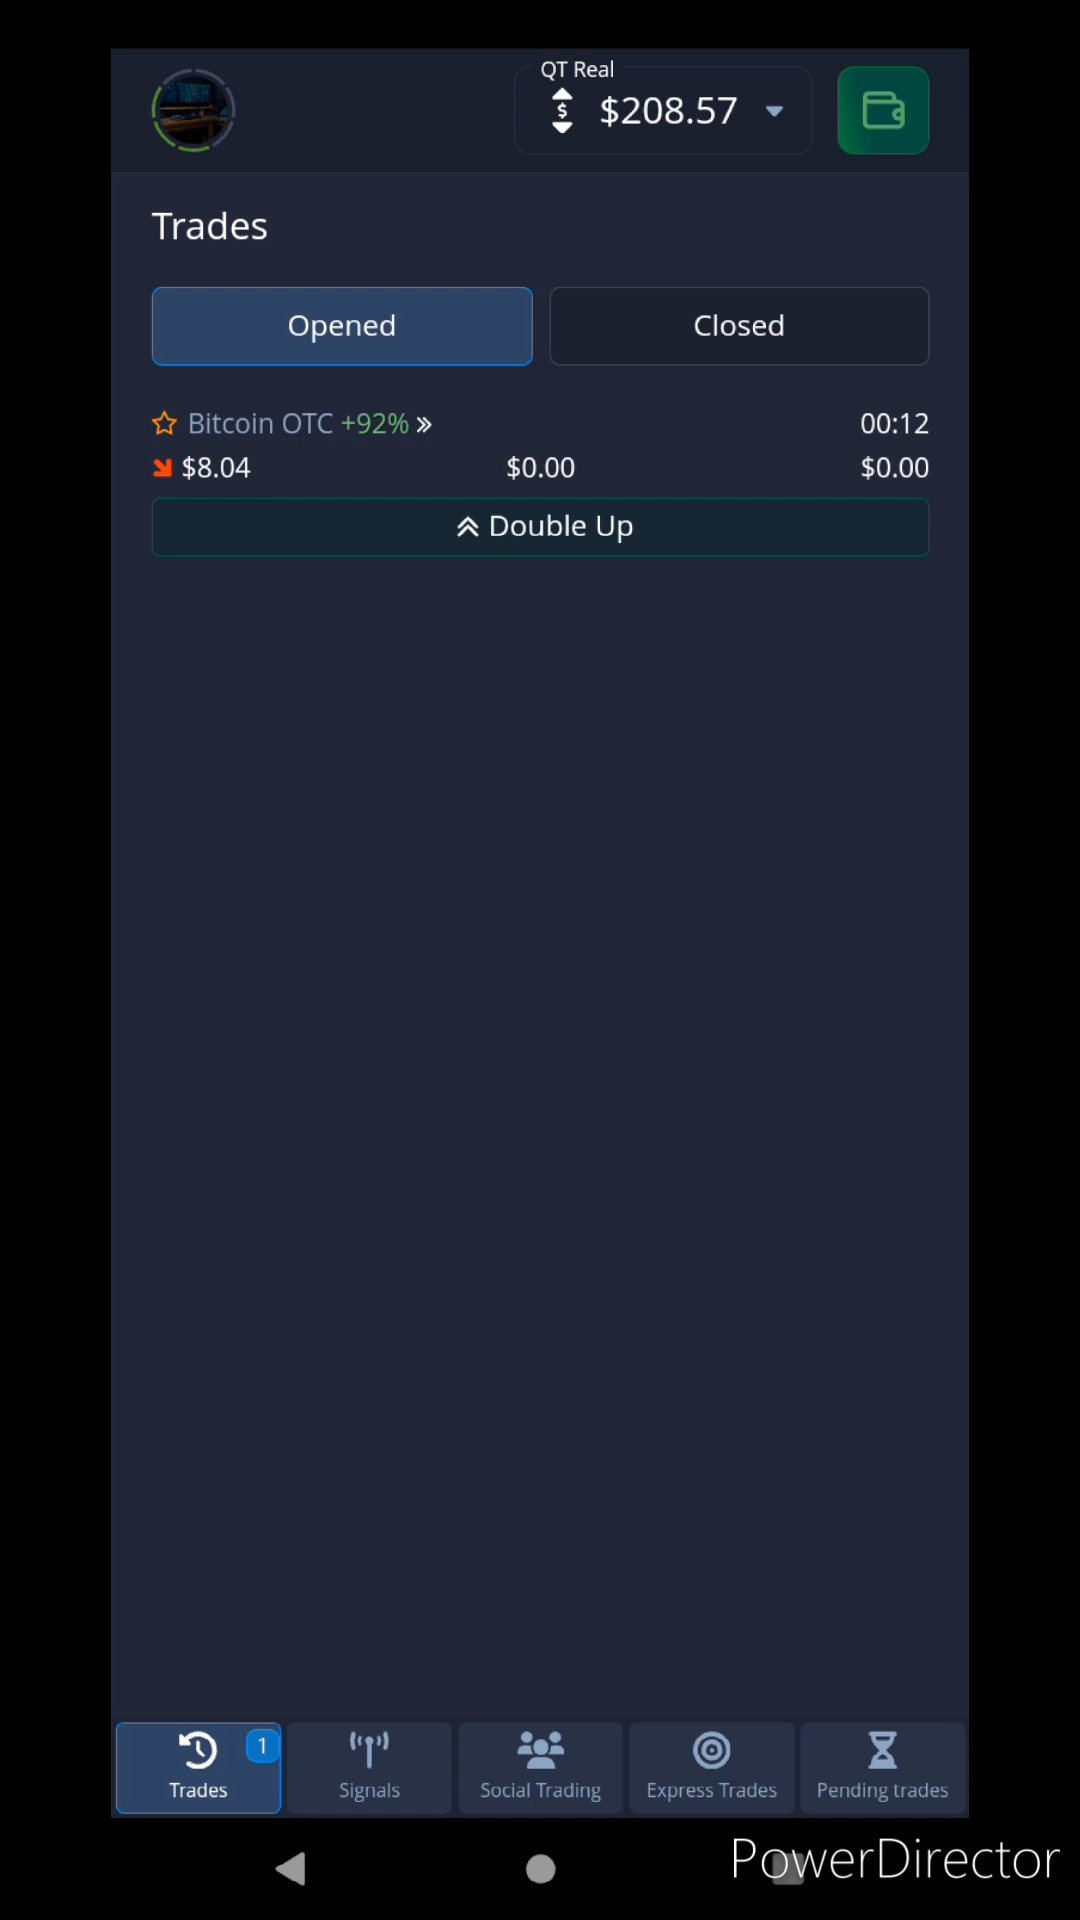 QT Real
$208.57
Trades
Opened
Closed
Bitcoin OTC +92% 00:12
$8.04 $0.00 $0.00
Double Up
1
Trades
Signals
Social Trading
Express Trades
Pending trades
PowerDirector